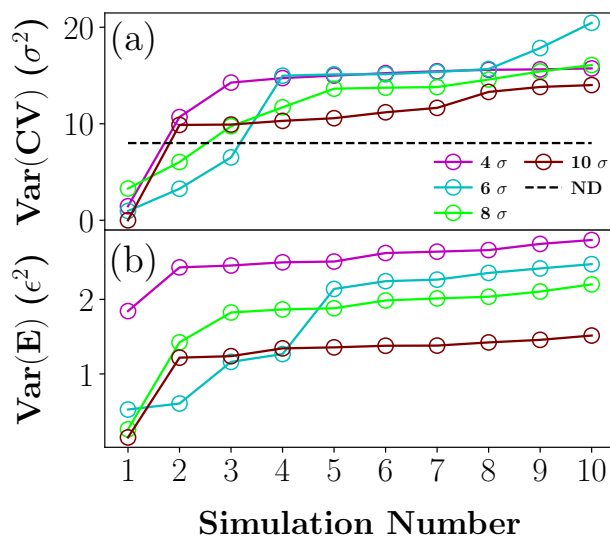 (a)
Var(CV) (σ²)
20
10
0
4 σ
6 σ
8 σ
10 σ
ND
(b)
Var(E) (ϵ²)
2
1
1 2 3 4 5 6 7 8 9 10
Simulation Number